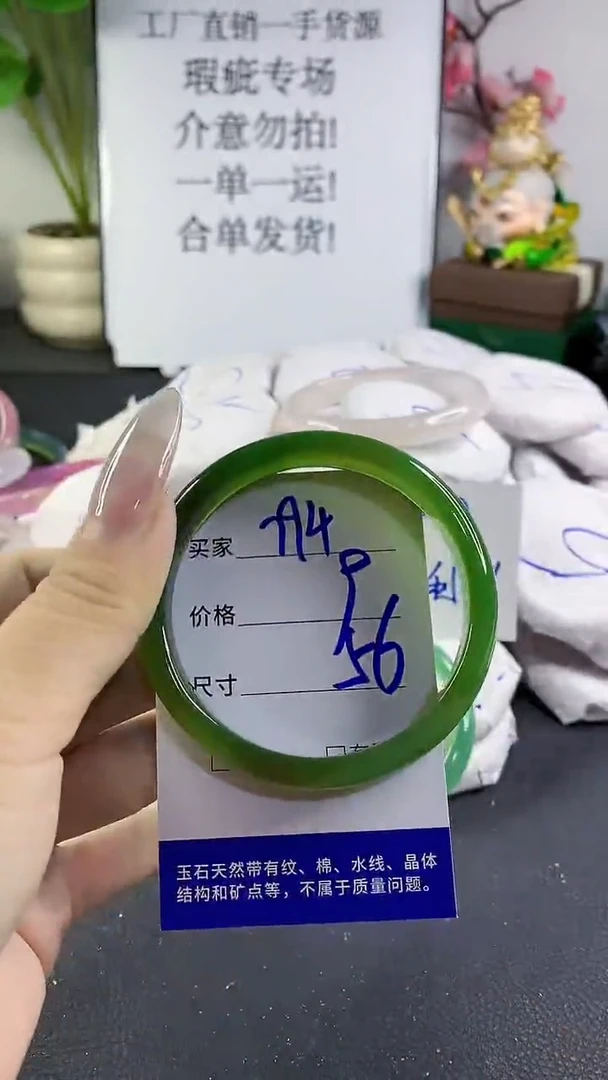 工厂直销一手货源
瑕疵专场
介意勿拍!
一单一运!
合单发货!
买家 A4
价格
尺寸 56
玉石天然带有纹、棉、水线、晶体
结构和矿点等，不属于质量问题。